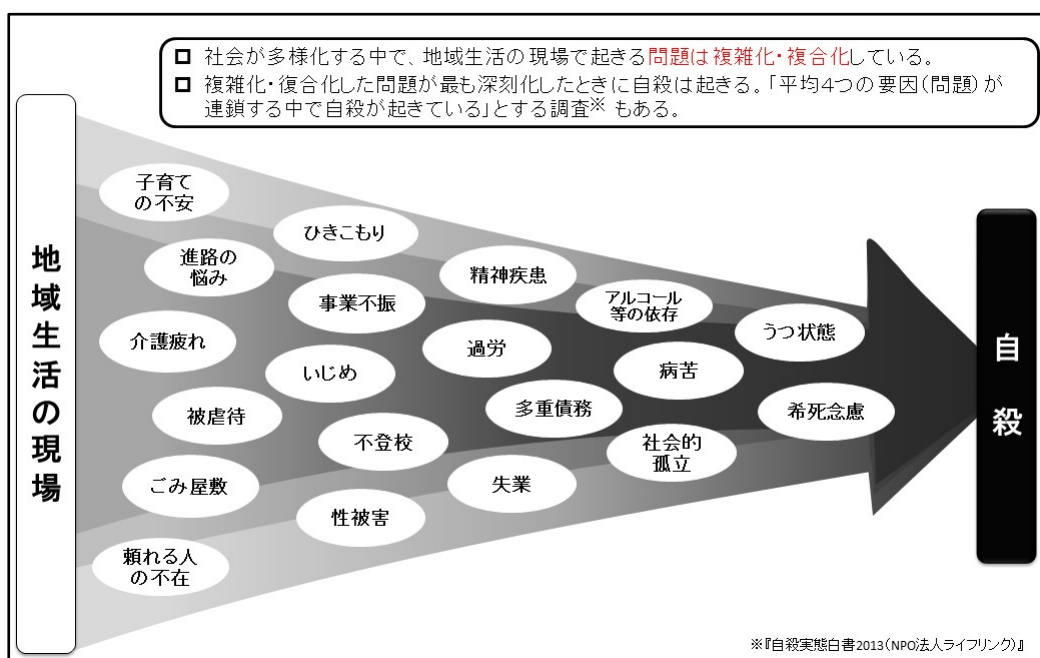 □ 社会が多様化する中で、地域生活の現場で起きる問題は複雑化・複合化している。
□ 複雑化・復合化した問題が最も深刻化したときに自殺は起きる。「平均4つの要因(問題)が
連鎖する中で自殺が起きている」とする調査※ もある。
地域生活の現場
子育て
の不安
進路の
悩み
介護疲れ
被虐待
ごみ屋敷
頼れる人
の不在
ひきこもり
事業不振
いじめ
不登校
性被害
精神疾患
過労
多重債務
失業
アルコール
等の依存
病苦
社会的
孤立
うつ状態
希死念慮
自殺
※『自殺実態白書2013(NPO法人ライフリンク)』